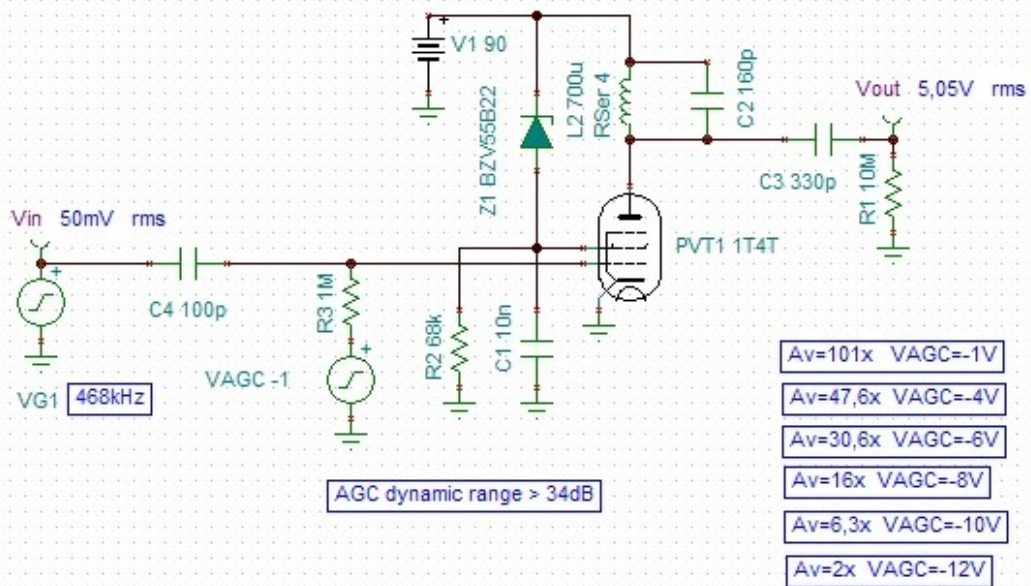 V1 90
Z1 BZV55B22
L2 700u
RSer 4
C2 160p
Vout 5,05V rms
C3 330p
R1 10M
Vin 50mV rms
PVT1 1T4T
C4 100p
R3 1M
R2 68k
C1 10n
VAGC -1
VG1 468kHz
AGC dynamic range > 34dB
Av=101x VAGC=-1V
Av=47,6x VAGC=-4V
Av=30,6x VAGC=-6V
Av=16x VAGC=-8V
Av=6,3x VAGC=-10V
Av=2x VAGC=-12V